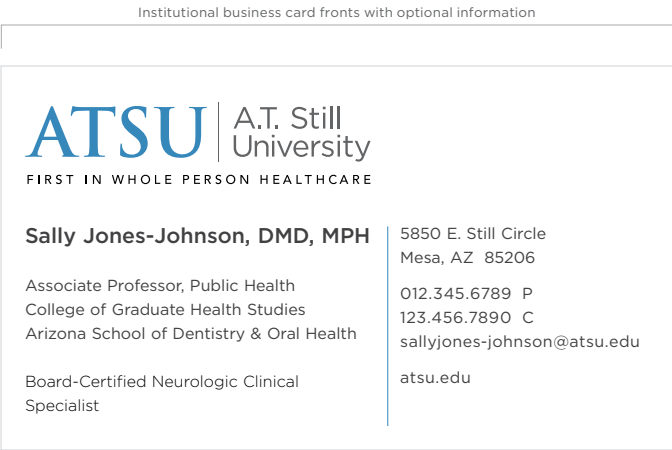 Institutional business card fronts with optional information
ATSU
A.T. Still
University
FIRST IN WHOLE PERSON HEALTHCARE
Sally Jones-Johnson, DMD, MPH
Associate Professor, Public Health
College of Graduate Health Studies
Arizona School of Dentistry & Oral Health
Board-Certified Neurologic Clinical
Specialist
5850 E. Still Circle
Mesa, AZ  85206
012.345.6789  P
123.456.7890  C
sallyjones-johnson@atsu.edu
atsu.edu